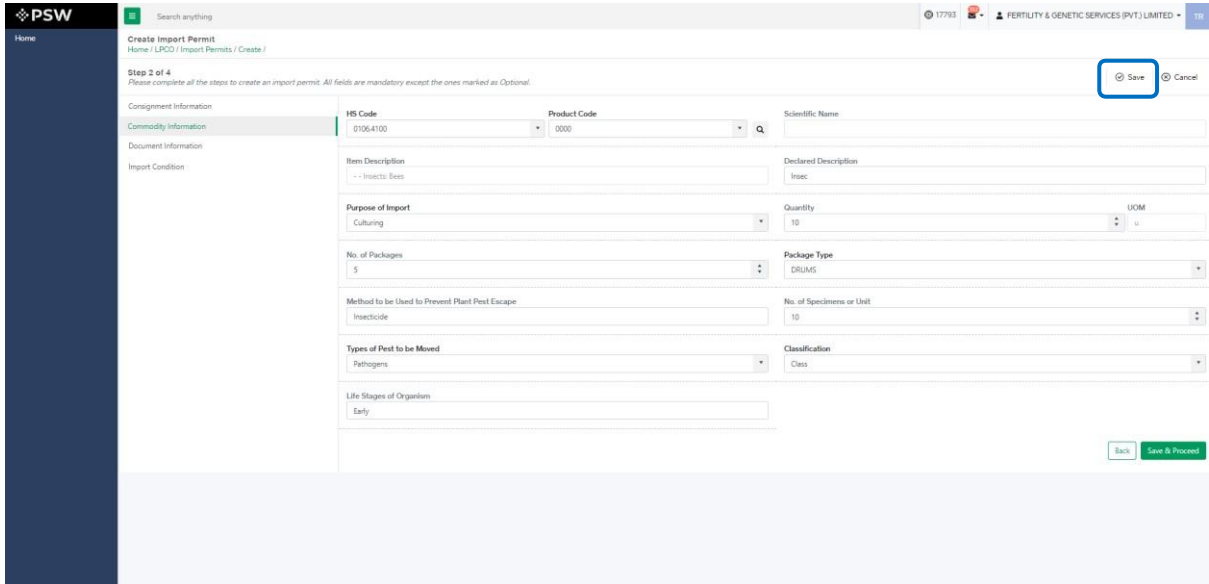 PSW
Search anything
17793
FERTILITY & GENETIC SERVICES (PVT.) LIMITED
TR
Home
Create Import Permit
Home / LPCO / Import Permits / Create /
Step 2 of 4
Please complete all the steps to create an import permit. All fields are mandatory except the ones marked as Optional.
Save
Cancel
Consignment Information
Commodity Information
Document Information
Import Condition
HS Code
Product Code
Scientific Name
0106.4100
0000
Item Description
Declared Description
- - Insects: Bees
Insec
Purpose of Import
Quantity
UOM
Culturing
10
u
No. of Packages
Package Type
5
DRUMS
Method to be Used to Prevent Plant Pest Escape
No. of Specimens or Unit
Insecticide
10
Types of Pest to be Moved
Classification
Pathogens
Class
Life Stages of Organism
Early
Back
Save & Proceed